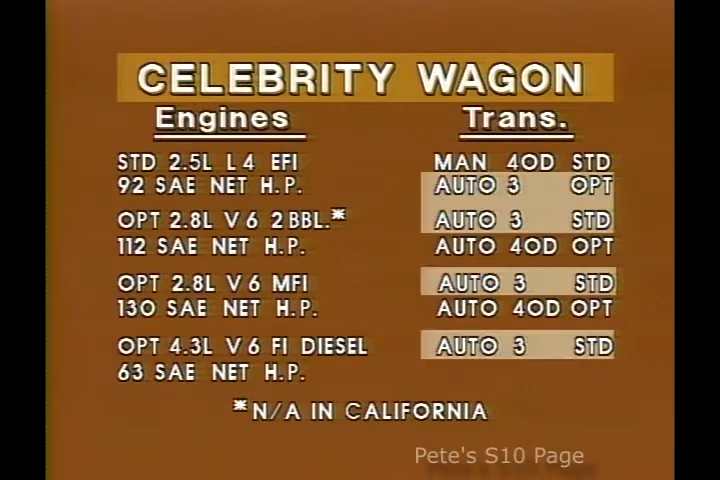 CELEBRITY WAGON
Engines Trans.
STD 2.5L L4 EFI MAN 4OD STD
92 SAE NET H.P. AUTO 3 OPT
OPT 2.8L V6 2BBL.* AUTO 3 STD
112 SAE NET H.P. AUTO 4OD OPT
OPT 2.8L V6 MFI AUTO 3 STD
130 SAE NET H.P. AUTO 4OD OPT
OPT 4.3L V6 FI DIESEL AUTO 3 STD
63 SAE NET H.P.
*N/A IN CALIFORNIA
Pete's S10 Page